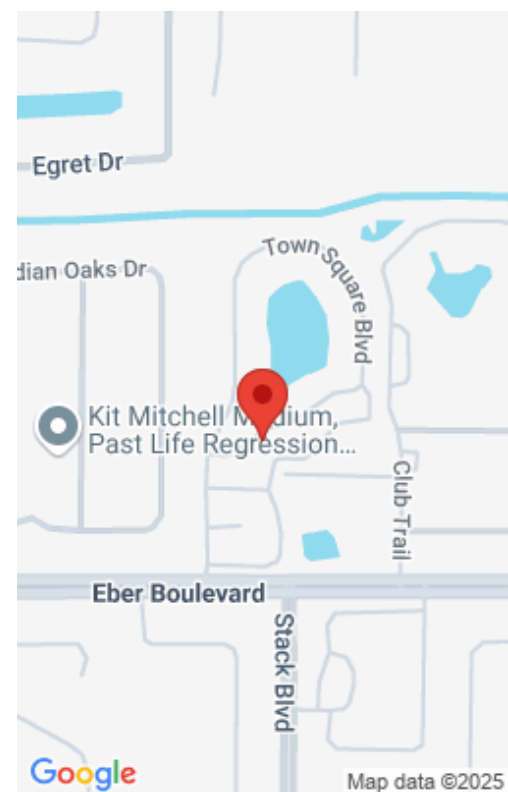 Egret Dr
dian Oaks Dr
Town Square Blvd
Kit Mitchell Medium,
Past Life Regression...
Club Trail
Eber Boulevard
Stack Blvd
Google
Map data ©2025